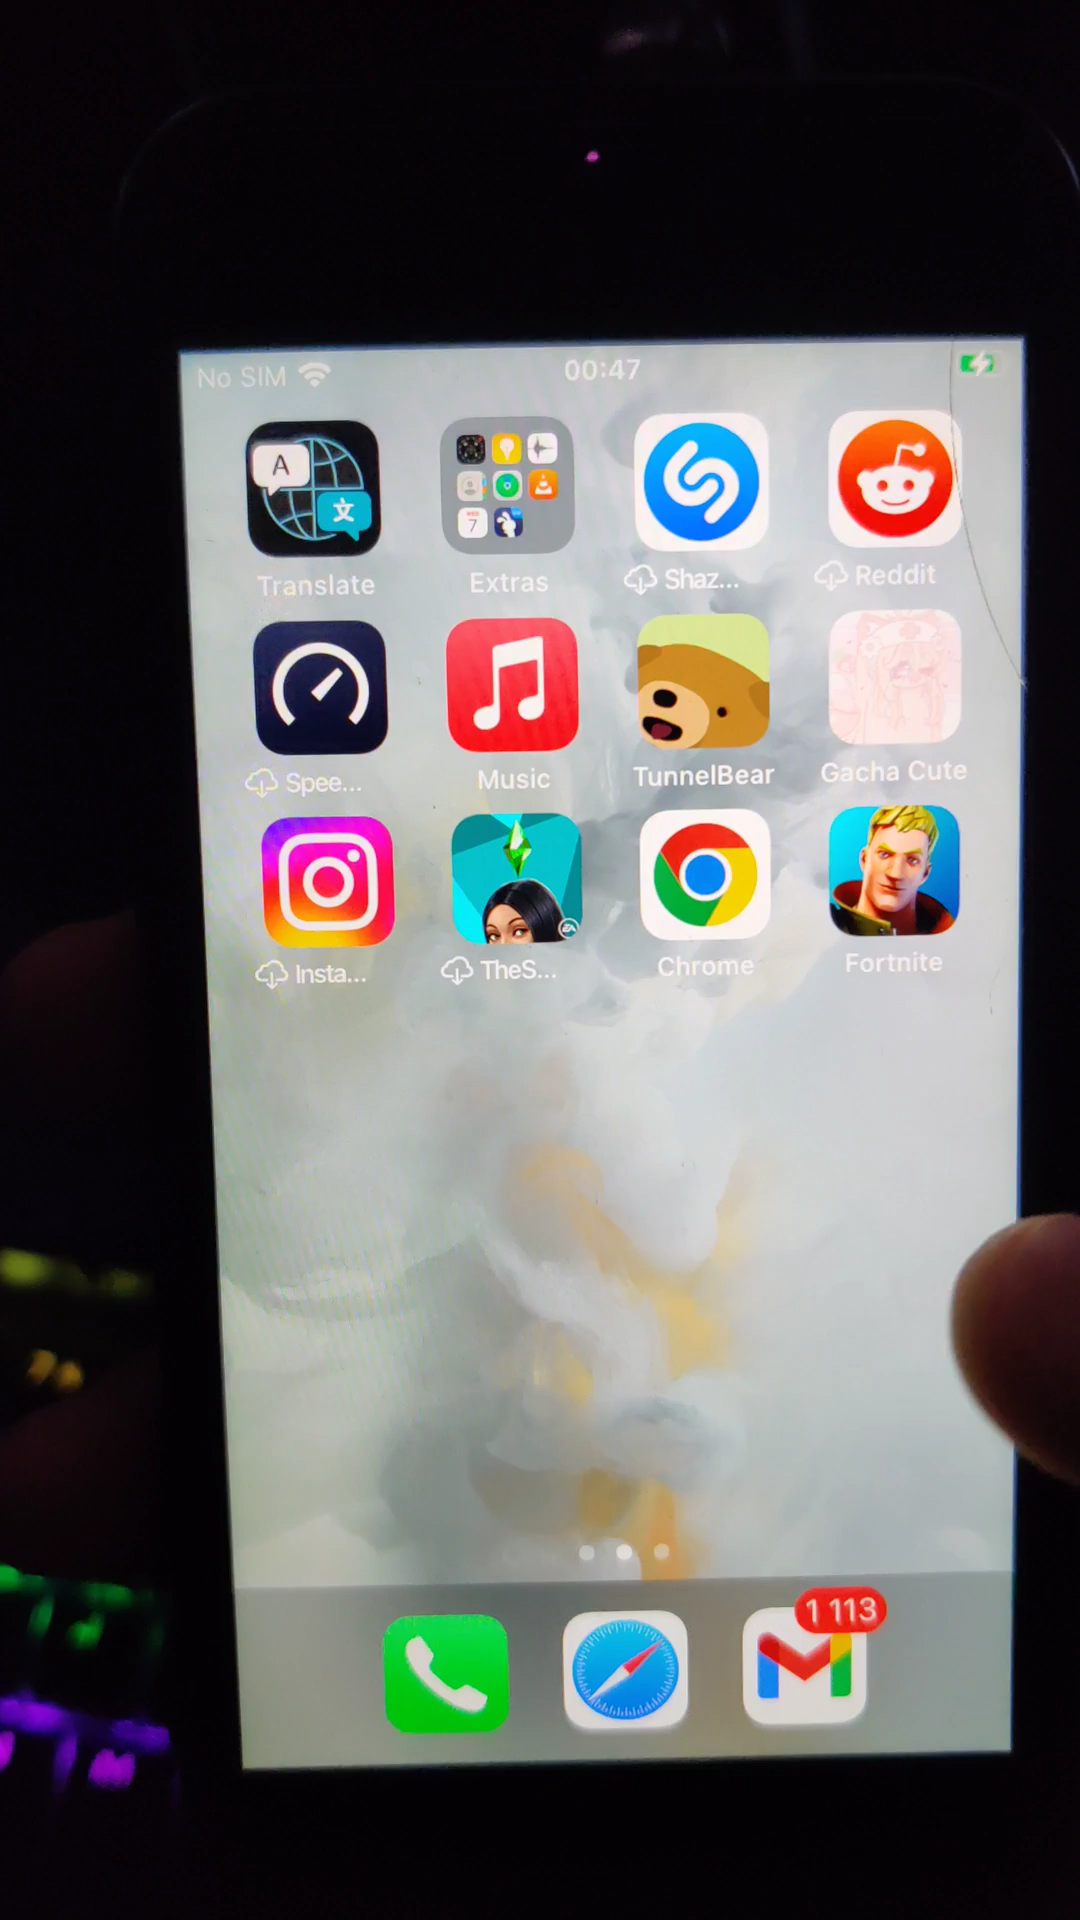 No SIM 00:47
A 文
Translate Extras Shaz... Reddit
Spee... Music TunnelBear Gacha Cute
EA
Insta... TheS... Chrome Fortnite
1 113